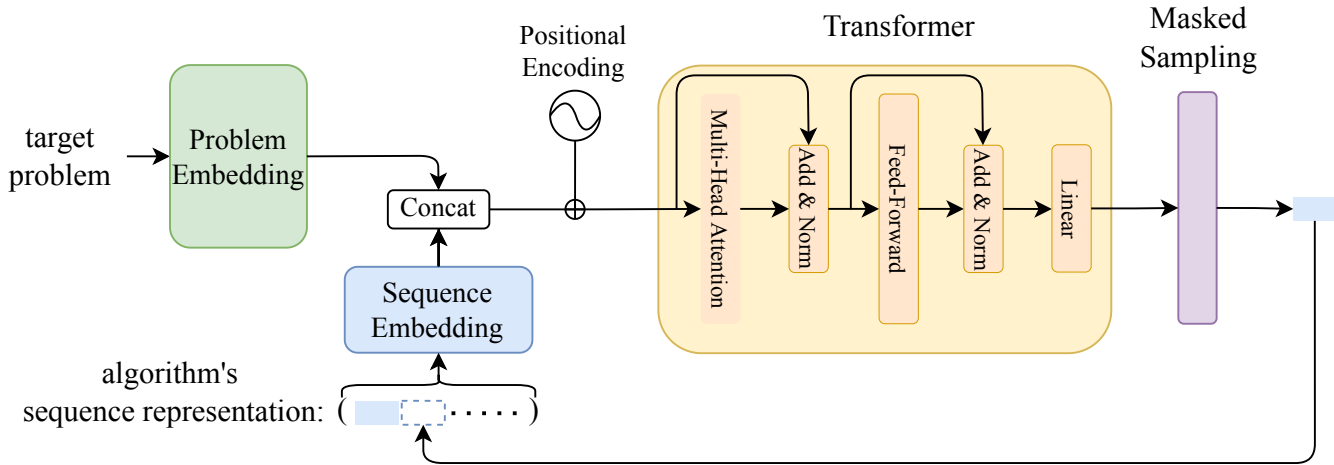 target
problem
Problem
Embedding
Concat
Sequence
Embedding
algorithm's
sequence representation: ( ..... )
Positional
Encoding
Transformer
Multi-Head Attention
Add & Norm
Feed-Forward
Add & Norm
Linear
Masked
Sampling